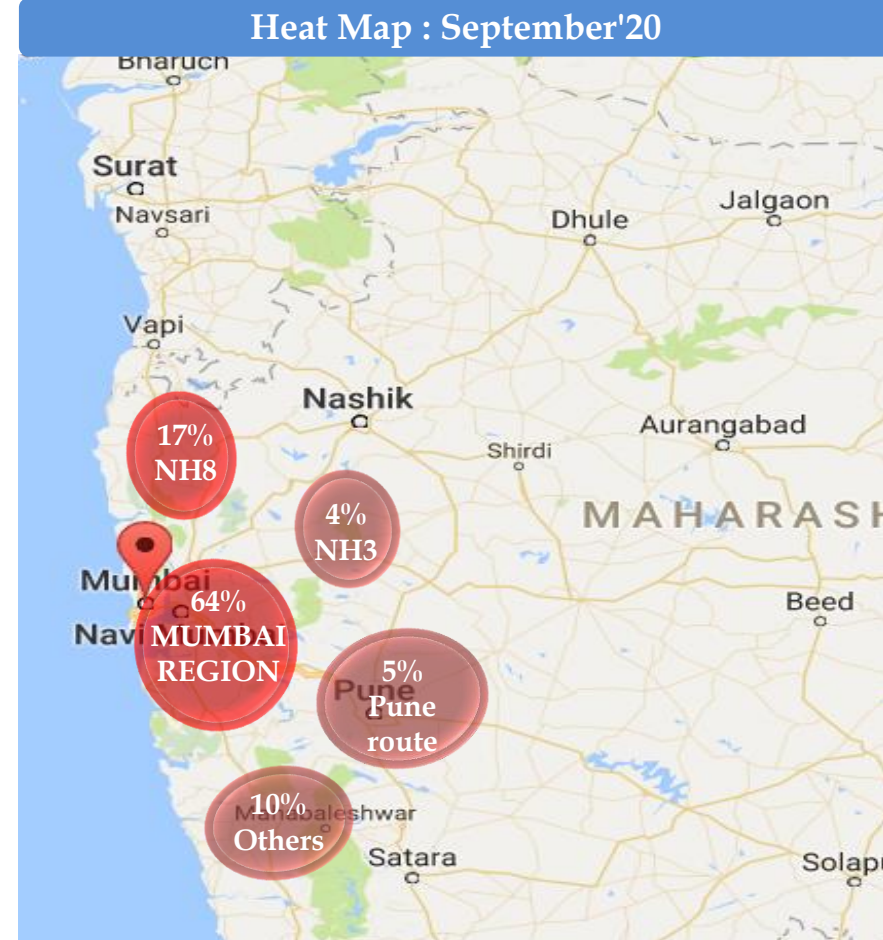 Heat Map : September'20
Bharuch
Surat
Navsari
Dhule
Jalgaon
Vapi
Nashik
Aurangabad
Shirdi
17%
NH8
4%
NH3
MAHARASH
Mumbai
Beed
64%
Navi MUMBAI
REGION
5%
Pune
Pune
route
10%
Mahabaleshwar
Others
Satara
Solapu